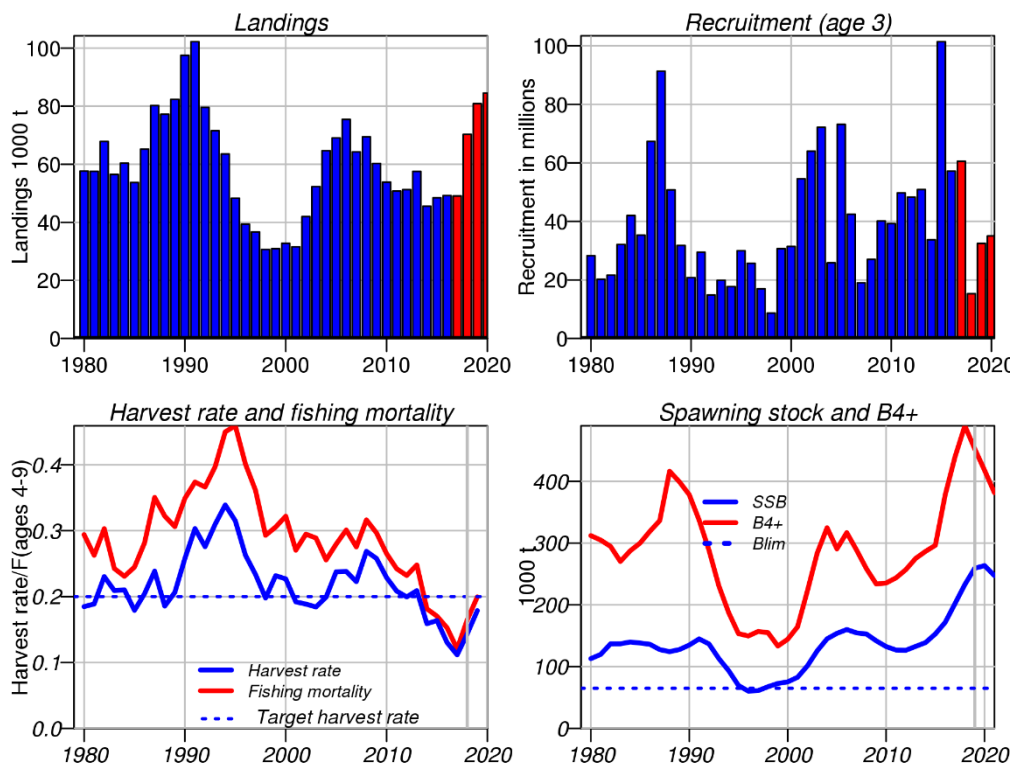 Landings
Landings 1000 t
100
80
60
40
20
0
1980 1990 2000 2010 2020
Recruitment (age 3)
Recruitment in millions
100
80
60
40
20
0
1980 1990 2000 2010 2020
Harvest rate and fishing mortality
Harvest rate/F(ages 4-9)
0.4
0.3
0.2
0.1
0.0
Harvest rate
Fishing mortality
Target harvest rate
1980 1990 2000 2010 2020
Spawning stock and B4+
1000 t
400
300
200
100
0
SSB
B4+
Blim
1980 1990 2000 2010 2020